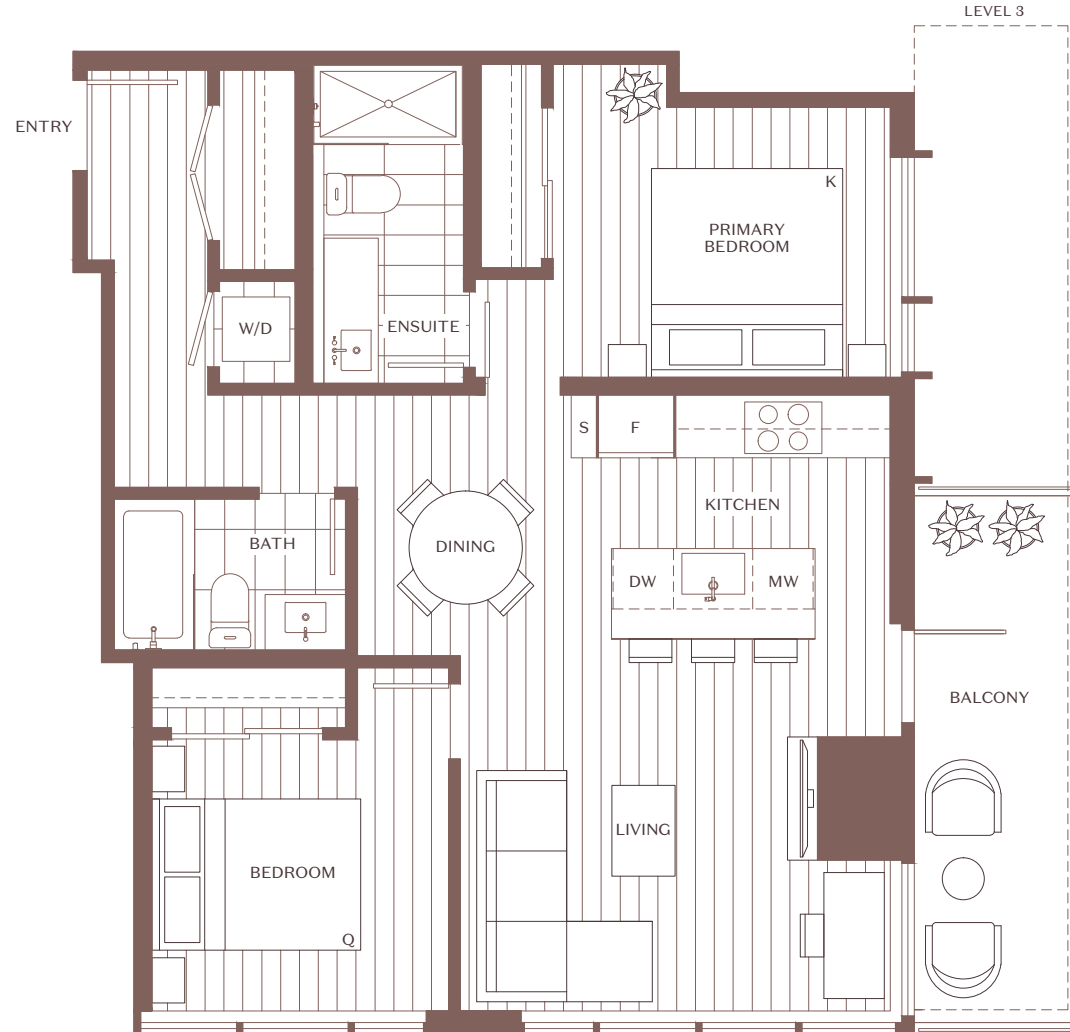 LEVEL 3
ENTRY
K
PRIMARY
BEDROOM
W/D
ENSUITE
S
F
KITCHEN
BATH
DINING
DW
MW
BALCONY
LIVING
BEDROOM
Q